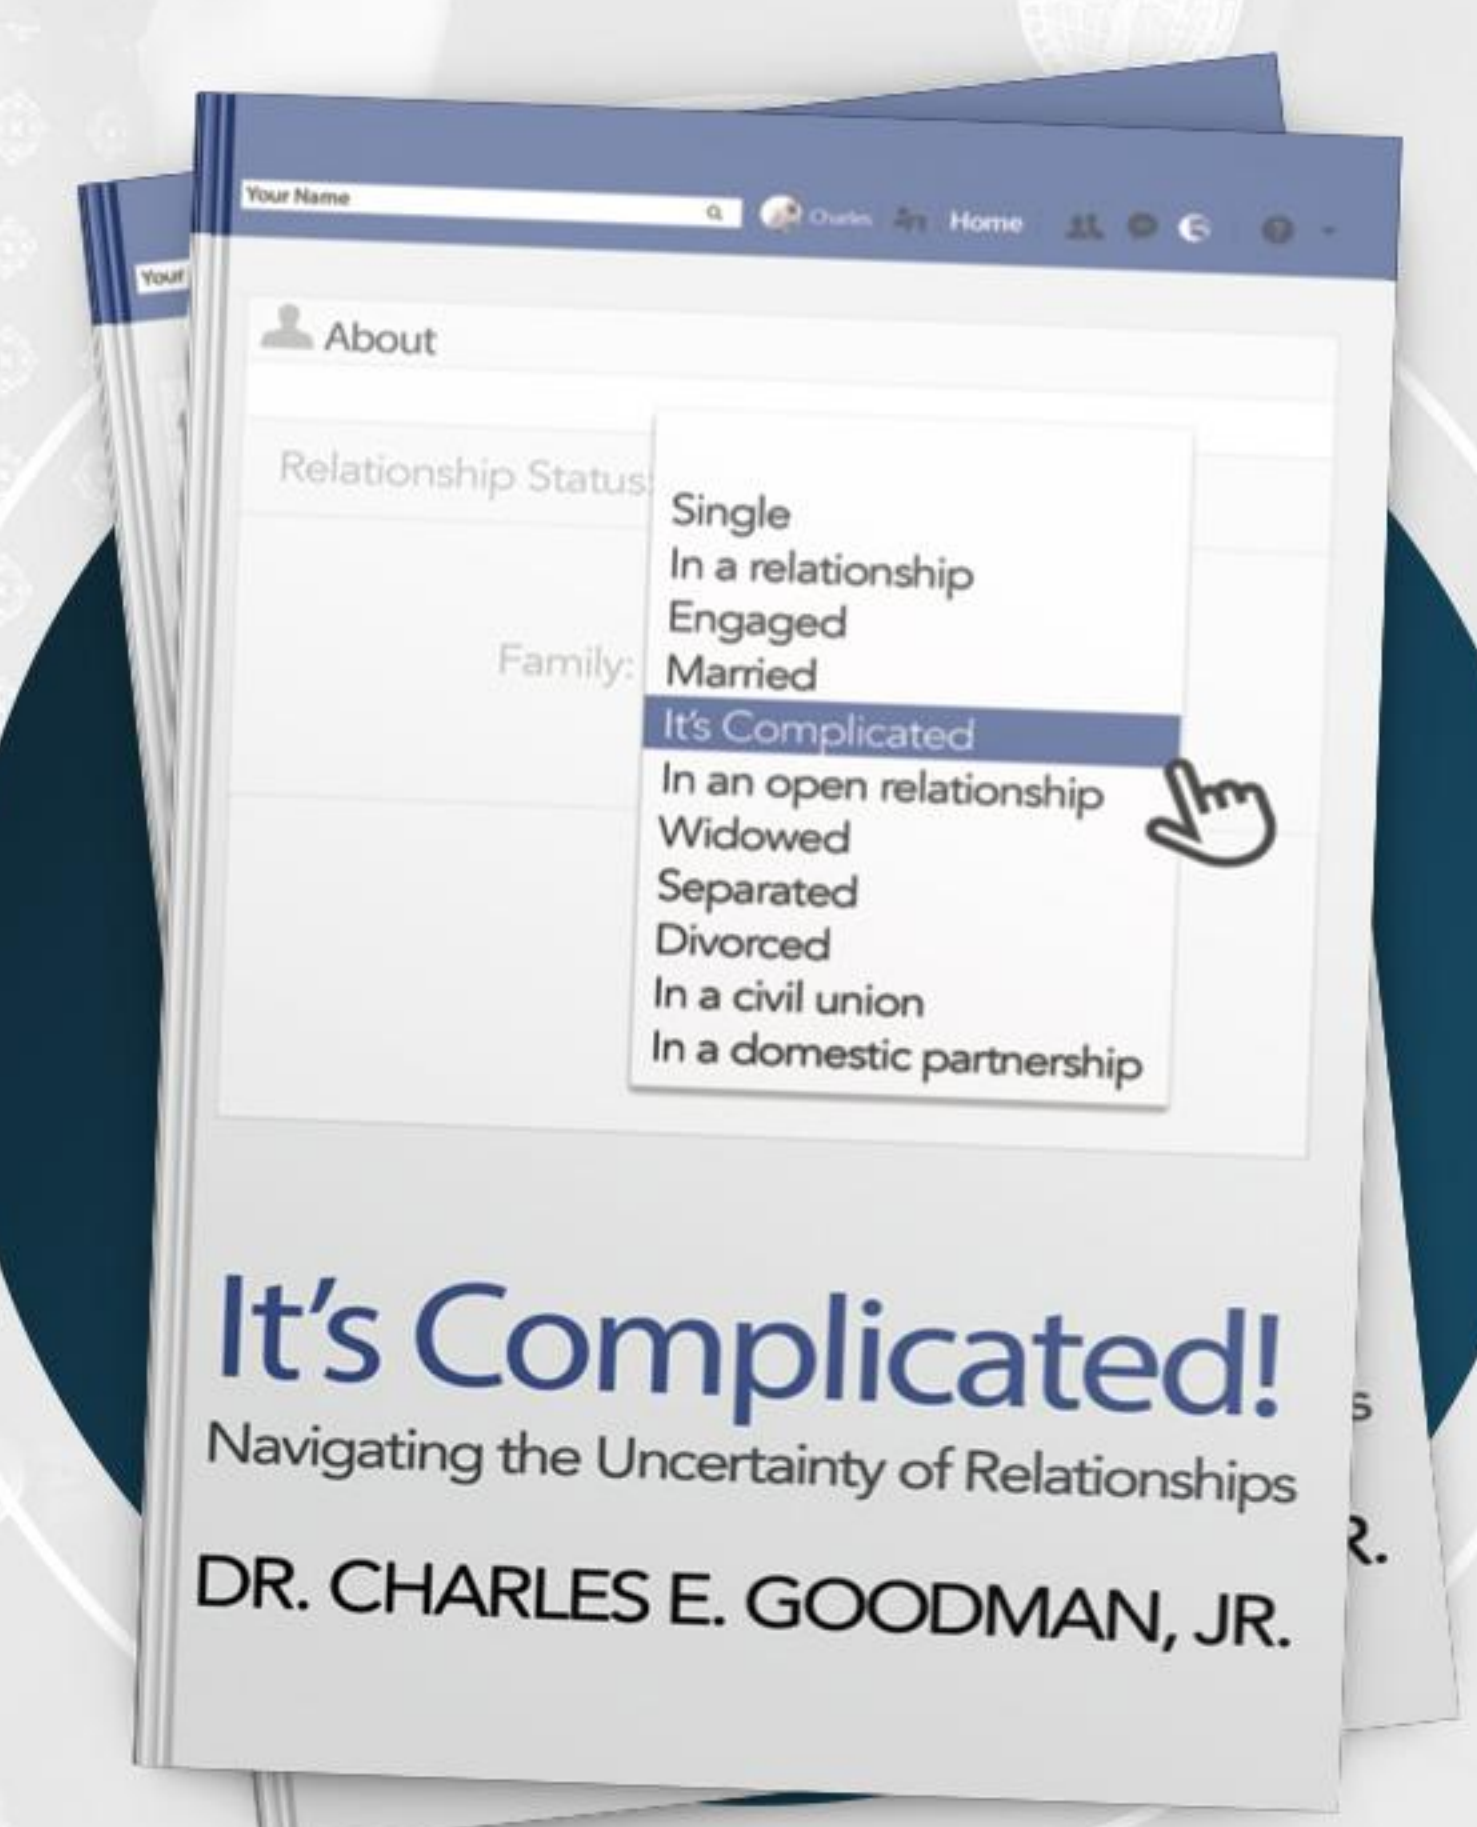 Your Name
Charles
Home
Your
About
Relationship Status:
Single
In a relationship
Engaged
Family:
Married
It's Complicated
In an open relationship
Widowed
Separated
Divorced
In a civil union
In a domestic partnership
It's Complicated!
Navigating the Uncertainty of Relationships
s
DR. CHARLES E. GOODMAN, JR.
R.